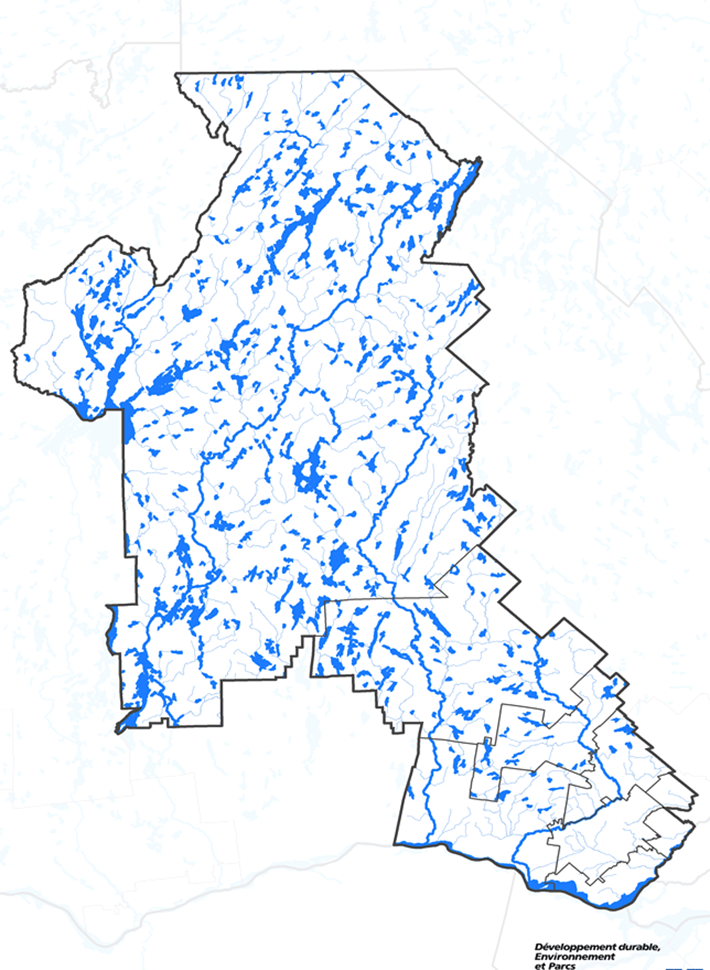 Développement durable,
Environnement
et Parcs